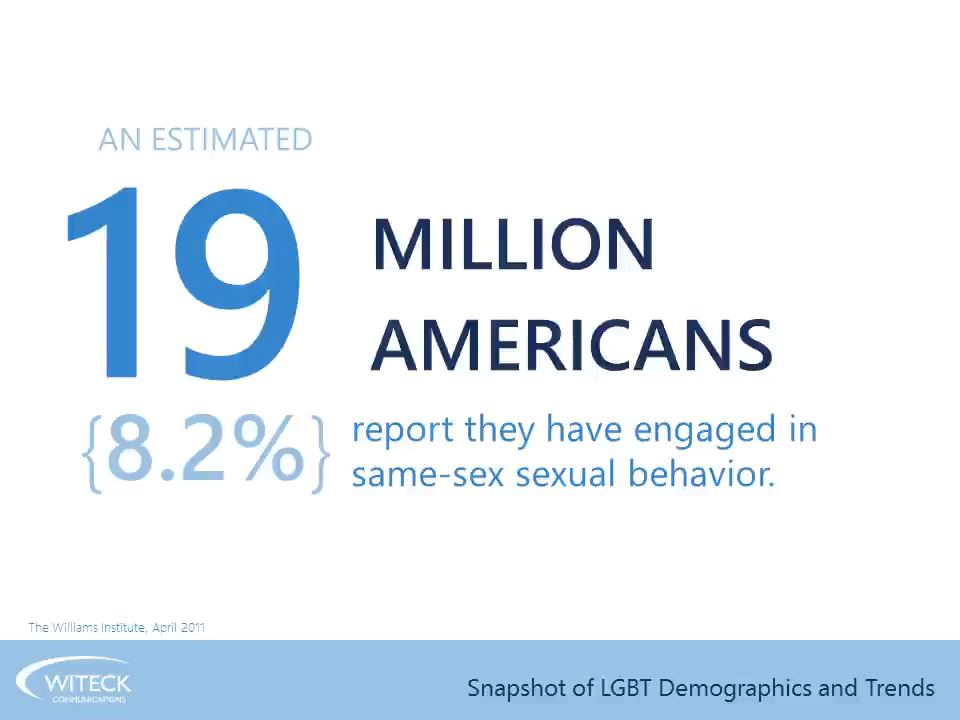 AN ESTIMATED
19 MILLION
AMERICANS
{8.2%} report they have engaged in
same-sex sexual behavior.
The Williams Institute, April 2011
WITECK
COMMUNICATIONS
Snapshot of LGBT Demographics and Trends